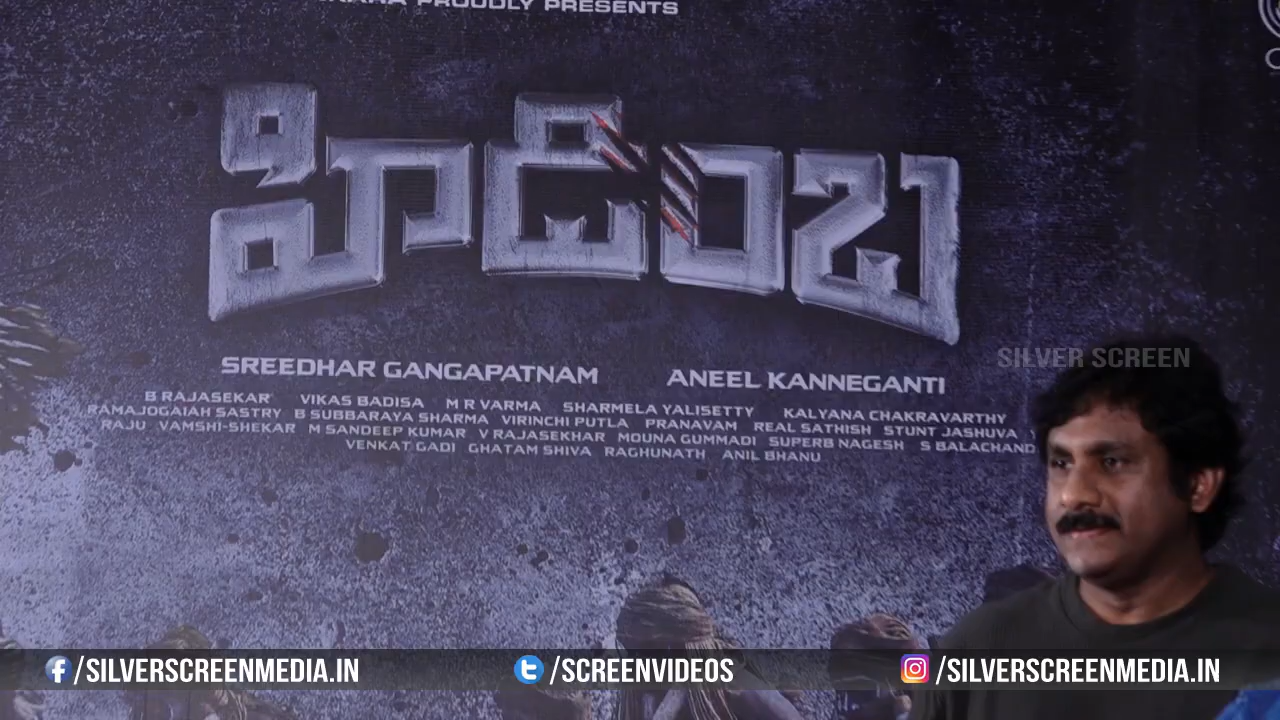 PROUDLY PRESENTS
హిడింబ
SILVER SCREEN
SREEDHAR GANGAPATNAM ANEEL KANNEGANTI
B RAJASEKAR VIKAS BADISA M R VARMA SHARMELA YALISETTY KALYANA CHAKRAVARTHY
RAMAJOGAIAH SASTRY B SUBBARAYA SHARMA VIRINCHI PUTLA PRANAVAM REAL SATHISH STUNT JASHUVA
RAJU VAMSHI-SHEKAR M SANDEEP KUMAR V RAJASEKHAR MOUNA GUMMADI SUPERB NAGESH S BALACHAND
VENKAT GADI GHATAM SHIVA RAGHUNATH ANIL BHANU
/SILVERSCREENMEDIA.IN /SCREENVIDEOS /SILVERSCREENMEDIA.IN